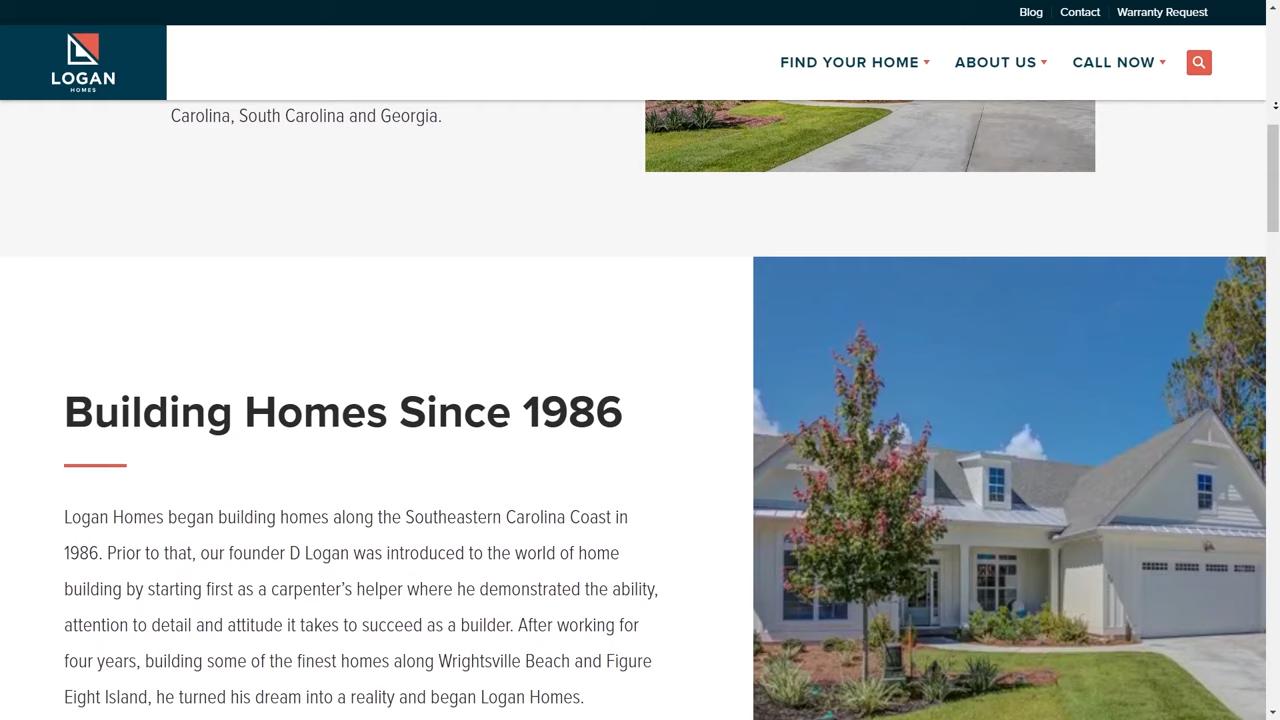 Blog Contact Warranty Request
LOGAN
HOMES
FIND YOUR HOME ABOUT US CALL NOW
Carolina, South Carolina and Georgia.
Building Homes Since 1986
Logan Homes began building homes along the Southeastern Carolina Coast in
1986. Prior to that, our founder D Logan was introduced to the world of home
building by starting first as a carpenter’s helper where he demonstrated the ability,
attention to detail and attitude it takes to succeed as a builder. After working for
four years, building some of the finest homes along Wrightsville Beach and Figure
Eight Island, he turned his dream into a reality and began Logan Homes.